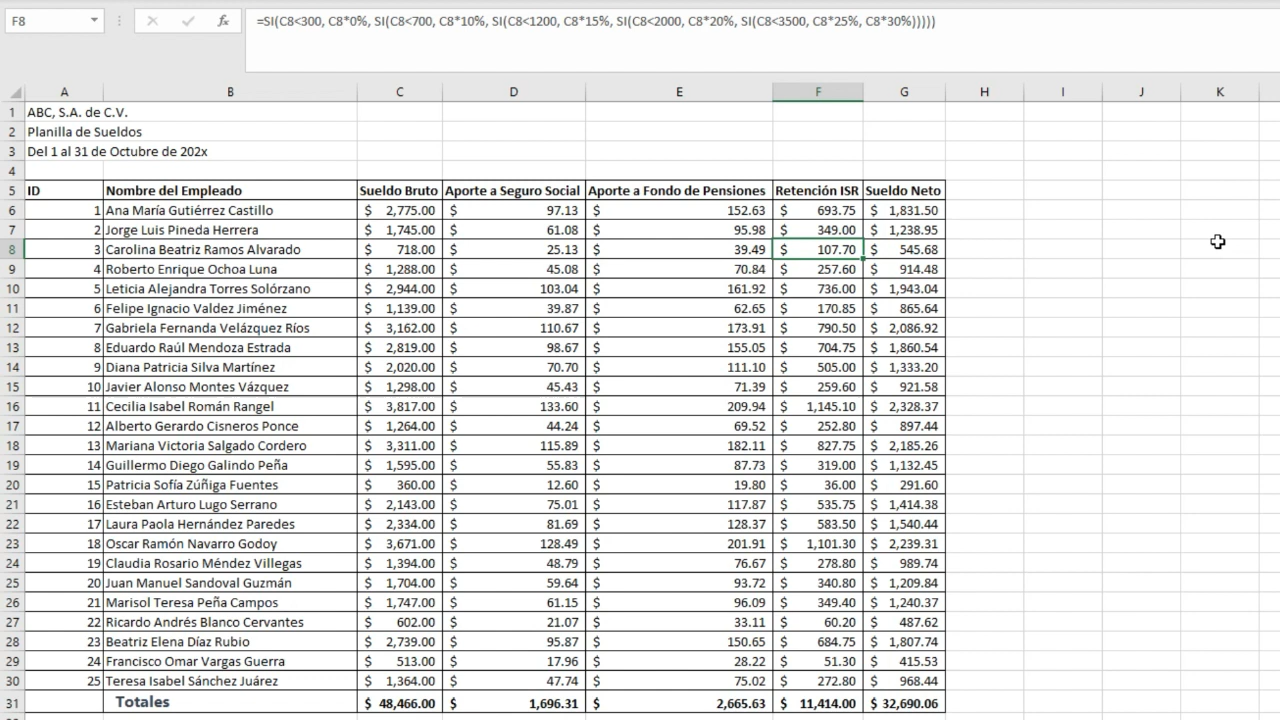 F8 fx =SI(C8<300, C8*0%, SI(C8<700, C8*10%, SI(C8<1200, C8*15%, SI(C8<2000, C8*20%, SI(C8<3500, C8*25%, C8*30%)))))
A B C D E F G H I J K
1 ABC, S.A. de C.V.
2 Planilla de Sueldos
3 Del 1 al 31 de Octubre de 202x
4
5 ID Nombre del Empleado Sueldo Bruto Aporte a Seguro Social Aporte a Fondo de Pensiones Retención ISR Sueldo Neto
6 1 Ana María Gutiérrez Castillo $ 2,775.00 $ 97.13 $ 152.63 $ 693.75 $ 1,831.50
7 2 Jorge Luis Pineda Herrera $ 1,745.00 $ 61.08 $ 95.98 $ 349.00 $ 1,238.95
8 3 Carolina Beatriz Ramos Alvarado $ 718.00 $ 25.13 $ 39.49 $ 107.70 $ 545.68
9 4 Roberto Enrique Ochoa Luna $ 1,288.00 $ 45.08 $ 70.84 $ 257.60 $ 914.48
10 5 Leticia Alejandra Torres Solórzano $ 2,944.00 $ 103.04 $ 161.92 $ 736.00 $ 1,943.04
11 6 Felipe Ignacio Valdez Jiménez $ 1,139.00 $ 39.87 $ 62.65 $ 170.85 $ 865.64
12 7 Gabriela Fernanda Velázquez Ríos $ 3,162.00 $ 110.67 $ 173.91 $ 790.50 $ 2,086.92
13 8 Eduardo Raúl Mendoza Estrada $ 2,819.00 $ 98.67 $ 155.05 $ 704.75 $ 1,860.54
14 9 Diana Patricia Silva Martínez $ 2,020.00 $ 70.70 $ 111.10 $ 505.00 $ 1,333.20
15 10 Javier Alonso Montes Vázquez $ 1,298.00 $ 45.43 $ 71.39 $ 259.60 $ 921.58
16 11 Cecilia Isabel Román Rangel $ 3,817.00 $ 133.60 $ 209.94 $ 1,145.10 $ 2,328.37
17 12 Alberto Gerardo Cisneros Ponce $ 1,264.00 $ 44.24 $ 69.52 $ 252.80 $ 897.44
18 13 Mariana Victoria Salgado Cordero $ 3,311.00 $ 115.89 $ 182.11 $ 827.75 $ 2,185.26
19 14 Guillermo Diego Galindo Peña $ 1,595.00 $ 55.83 $ 87.73 $ 319.00 $ 1,132.45
20 15 Patricia Sofía Zúñiga Fuentes $ 360.00 $ 12.60 $ 19.80 $ 36.00 $ 291.60
21 16 Esteban Arturo Lugo Serrano $ 2,143.00 $ 75.01 $ 117.87 $ 535.75 $ 1,414.38
22 17 Laura Paola Hernández Paredes $ 2,334.00 $ 81.69 $ 128.37 $ 583.50 $ 1,540.44
23 18 Oscar Ramón Navarro Godoy $ 3,671.00 $ 128.49 $ 201.91 $ 1,101.30 $ 2,239.31
24 19 Claudia Rosario Méndez Villegas $ 1,394.00 $ 48.79 $ 76.67 $ 278.80 $ 989.74
25 20 Juan Manuel Sandoval Guzmán $ 1,704.00 $ 59.64 $ 93.72 $ 340.80 $ 1,209.84
26 21 Marisol Teresa Peña Campos $ 1,747.00 $ 61.15 $ 96.09 $ 349.40 $ 1,240.37
27 22 Ricardo Andrés Blanco Cervantes $ 602.00 $ 21.07 $ 33.11 $ 60.20 $ 487.62
28 23 Beatriz Elena Díaz Rubio $ 2,739.00 $ 95.87 $ 150.65 $ 684.75 $ 1,807.74
29 24 Francisco Omar Vargas Guerra $ 513.00 $ 17.96 $ 28.22 $ 51.30 $ 415.53
30 25 Teresa Isabel Sánchez Juárez $ 1,364.00 $ 47.74 $ 75.02 $ 272.80 $ 968.44
31 Totales $ 48,466.00 $ 1,696.31 $ 2,665.63 $ 11,414.00 $ 32,690.06